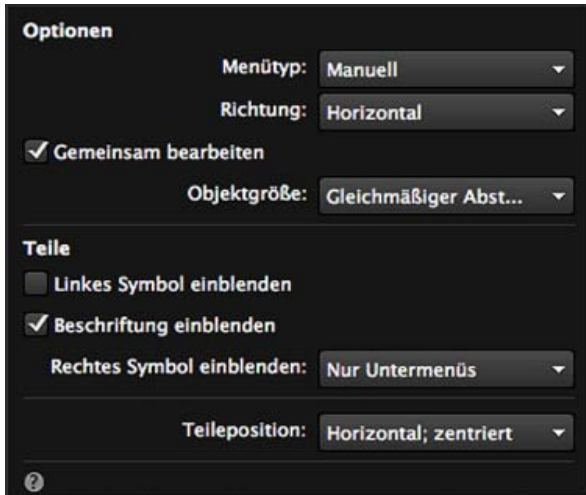 Optionen
Menütyp: Manuell
Richtung: Horizontal
Gemeinsam bearbeiten
Objektgröße: Gleichmäßiger Abst...
Teile
Linkes Symbol einblenden
Beschriftung einblenden
Rechtes Symbol einblenden: Nur Untermenüs
Teileposition: Horizontal; zentriert
?